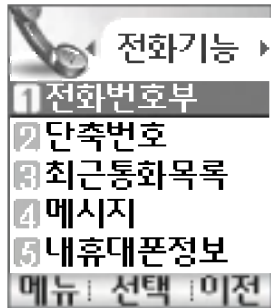 전화기능
1 전화번호부
2 단축번호
3 최근통화목록
4 메시지
5 내휴대폰정보
메뉴 선택 이전